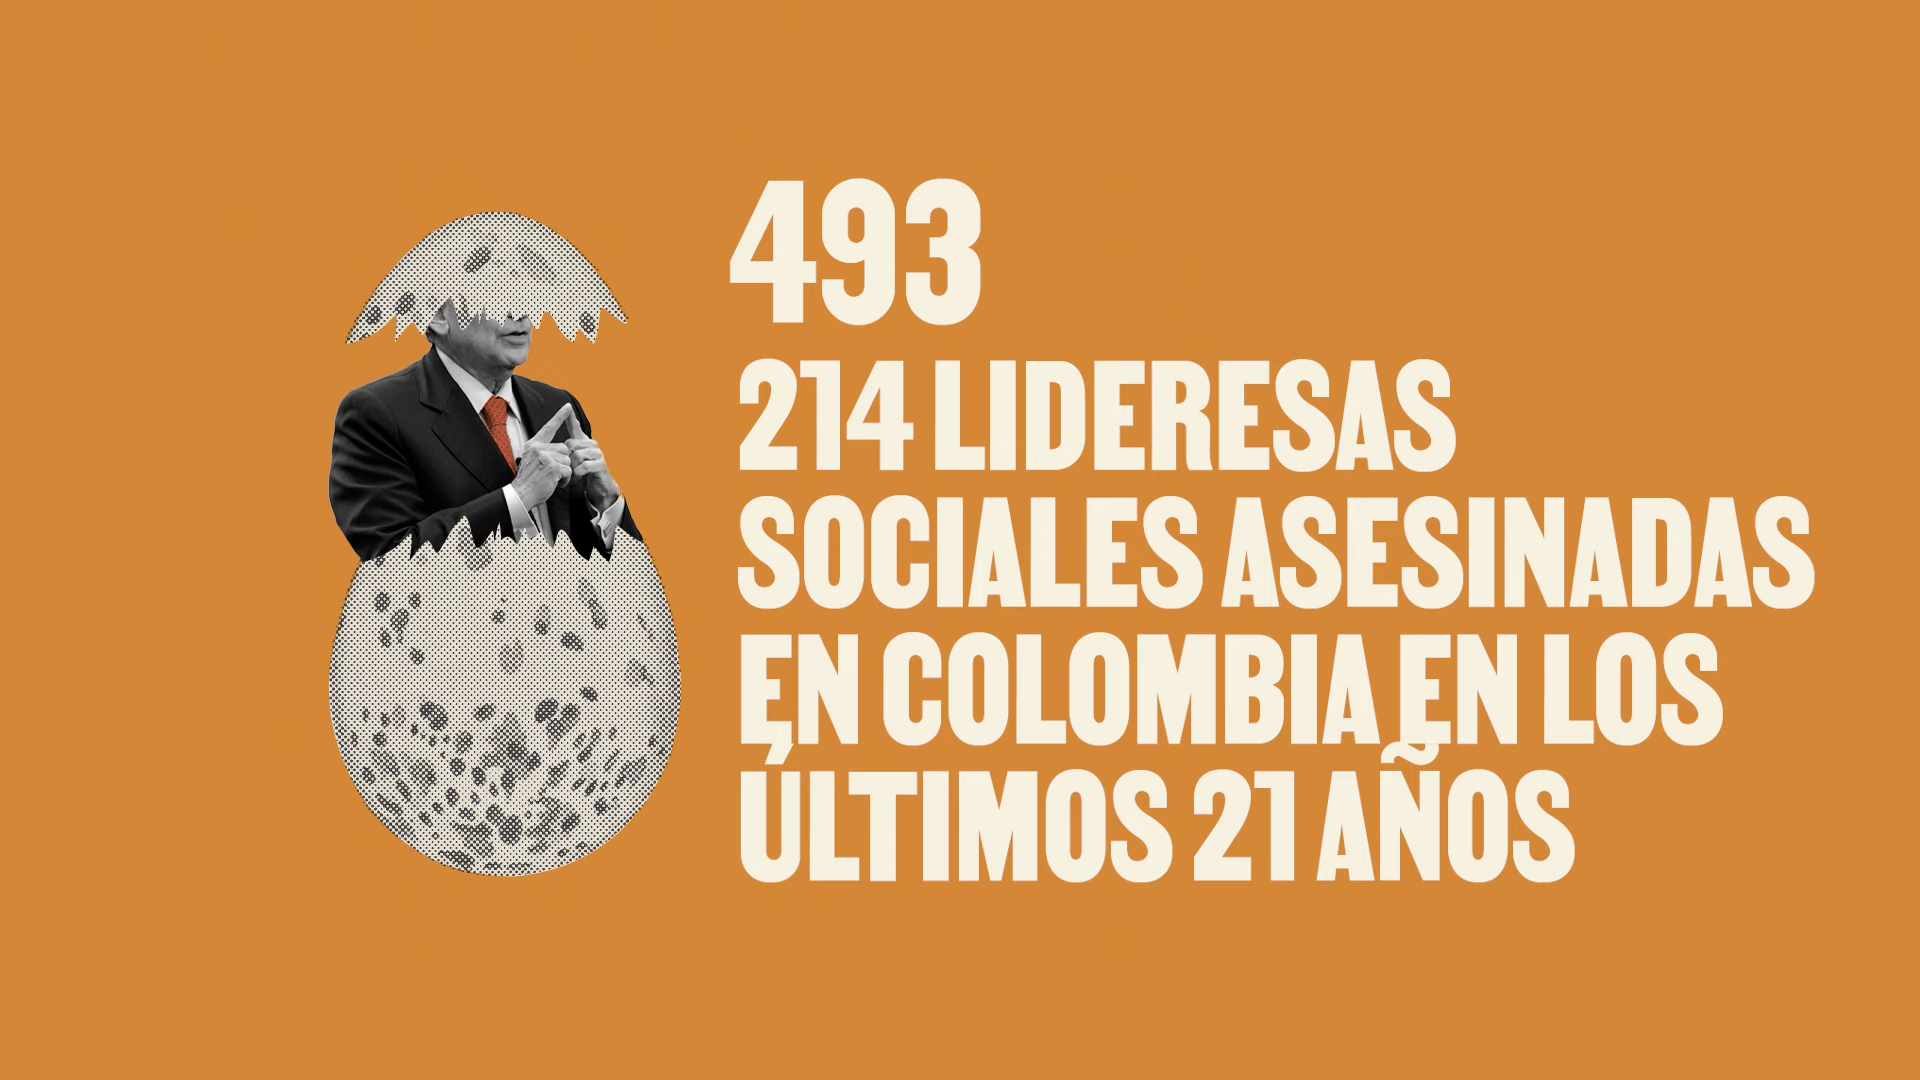 493
214 LIDERESAS
SOCIALES ASESINADAS
EN COLOMBIA EN LOS
ÚLTIMOS 21 AÑOS